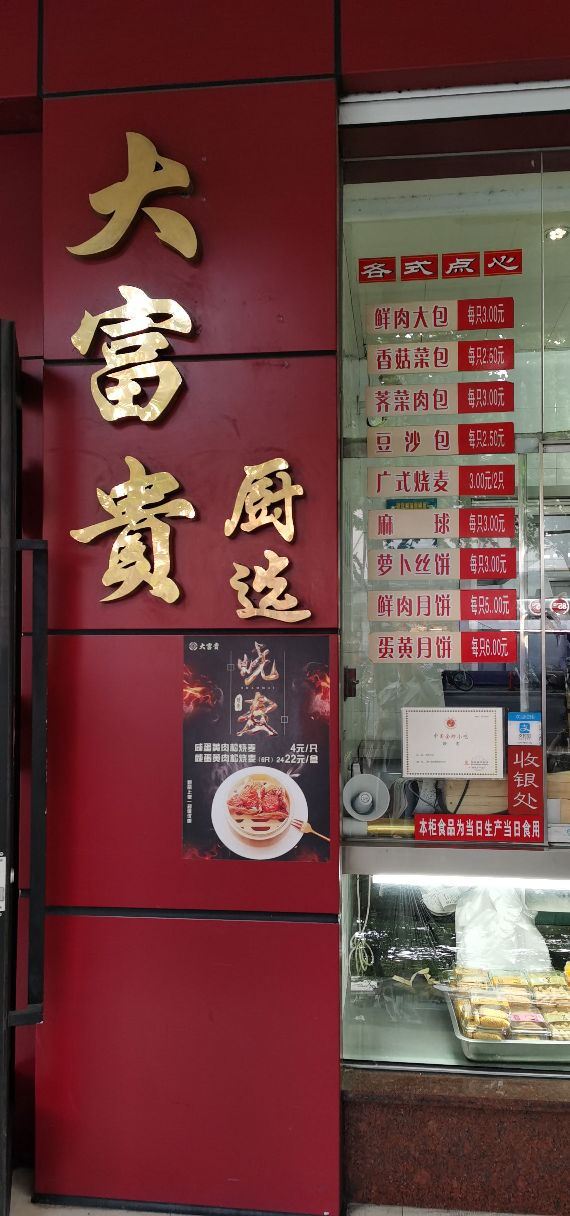 大富貴
厨选
各式点心
鲜肉大包 每只3.00元
香菇菜包 每只2.50元
荠菜肉包 每只3.00元
豆沙包 每只2.50元
广式烧麦 3.00元/2只
麻球 每只3.00元
萝卜丝饼 每只3.00元
鲜肉月饼 每只5.00元
蛋黄月饼 每只6.00元
大富貴
烧麦
咸蛋黄肉松烧麦 4元/只
咸蛋黄肉松烧麦(6只) 2422元/盒
收银处
本柜食品为当日生产当日食用